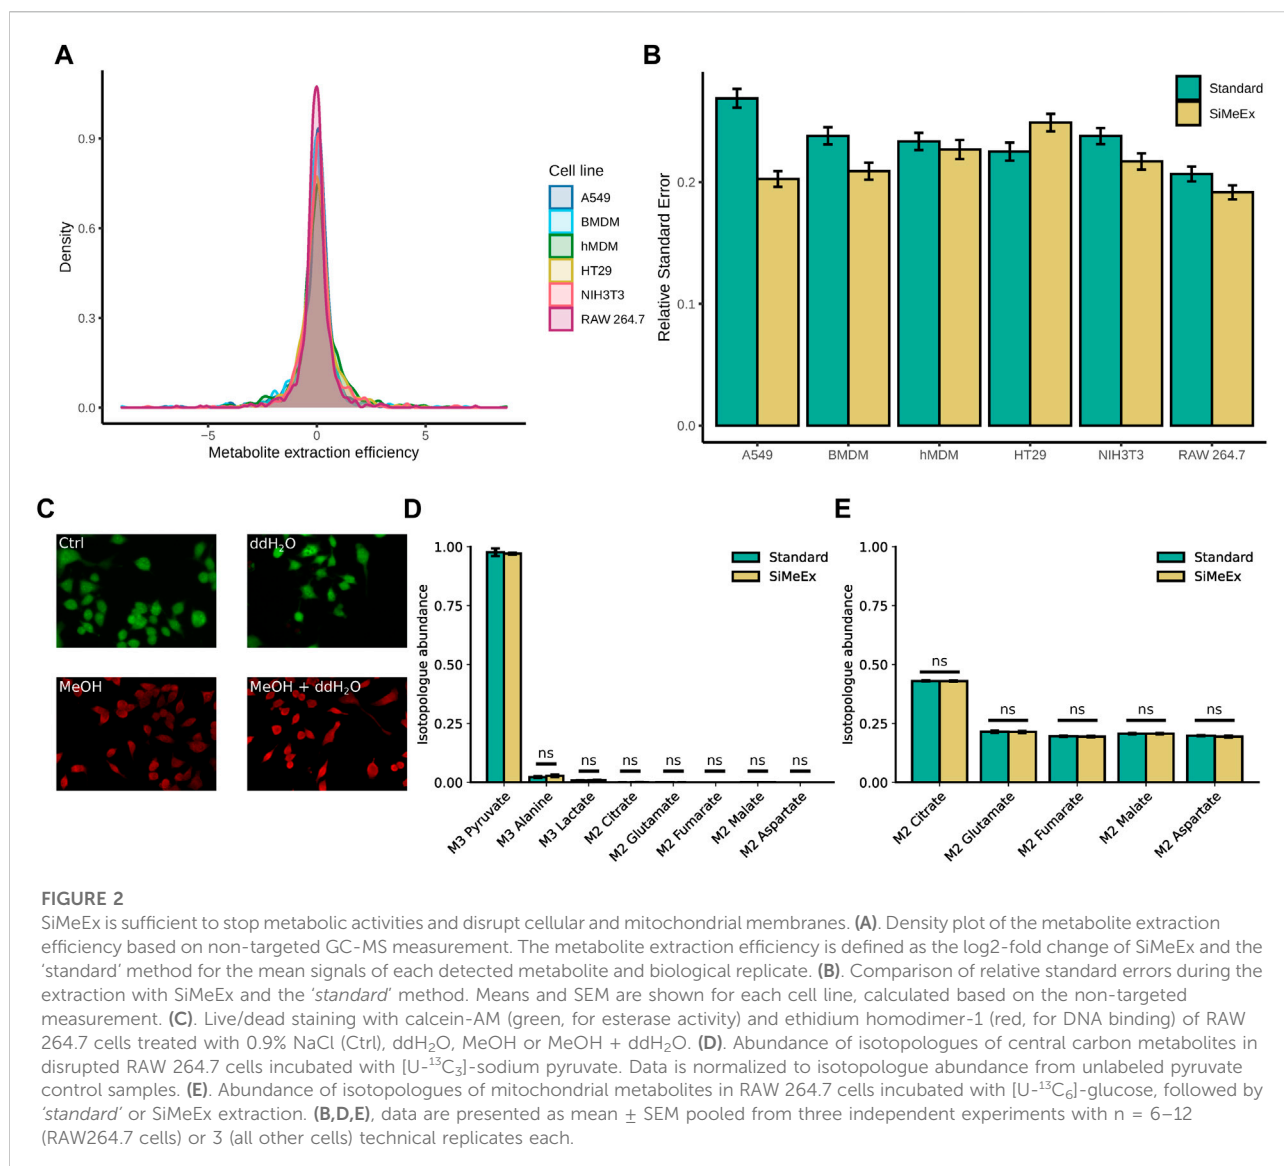 A
0.9
0.6
0.3
0.0
Density
−5
0
5
Metabolite extraction efficiency
Cell line
A549
BMDM
hMDM
HT29
NIH3T3
RAW 264.7
B
Relative Standard Error
0.2
0.1
0.0
Standard
SiMeEx
A549
BMDM
hMDM
HT29
NIH3T3
RAW 264.7
C
Ctrl
ddH₂O
MeOH
MeOH + ddH₂O
D
Isotopologue abundance
1.00
0.75
0.50
0.25
0.00
Standard
SiMeEx
ns
ns
ns
ns
ns
ns
ns
M3 Pyruvate
M3 Alanine
M3 Lactate
M2 Citrate
M2 Glutamate
M2 Fumarate
M2 Malate
M2 Aspartate
E
Isotopologue abundance
1.00
0.75
0.50
0.25
0.00
Standard
SiMeEx
ns
ns
ns
ns
ns
M2 Citrate
M2 Glutamate
M2 Fumarate
M2 Malate
M2 Aspartate
FIGURE 2
SiMeEx is sufficient to stop metabolic activities and disrupt cellular and mitochondrial membranes. (A). Density plot of the metabolite extraction
efficiency based on non-targeted GC-MS measurement. The metabolite extraction efficiency is defined as the log2-fold change of SiMeEx and the
‘standard’ method for the mean signals of each detected metabolite and biological replicate. (B). Comparison of relative standard errors during the
extraction with SiMeEx and the ‘standard’ method. Means and SEM are shown for each cell line, calculated based on the non-targeted
measurement. (C). Live/dead staining with calcein-AM (green, for esterase activity) and ethidium homodimer-1 (red, for DNA binding) of RAW
264.7 cells treated with 0.9% NaCl (Ctrl), ddH₂O, MeOH or MeOH + ddH₂O. (D). Abundance of isotopologues of central carbon metabolites in
disrupted RAW 264.7 cells incubated with [U-¹³C₃]-sodium pyruvate. Data is normalized to isotopologue abundance from unlabeled pyruvate
control samples. (E). Abundance of isotopologues of mitochondrial metabolites in RAW 264.7 cells incubated with [U-¹³C₆]-glucose, followed by
‘standard’ or SiMeEx extraction. (B,D,E), data are presented as mean ± SEM pooled from three independent experiments with n = 6–12
(RAW264.7 cells) or 3 (all other cells) technical replicates each.